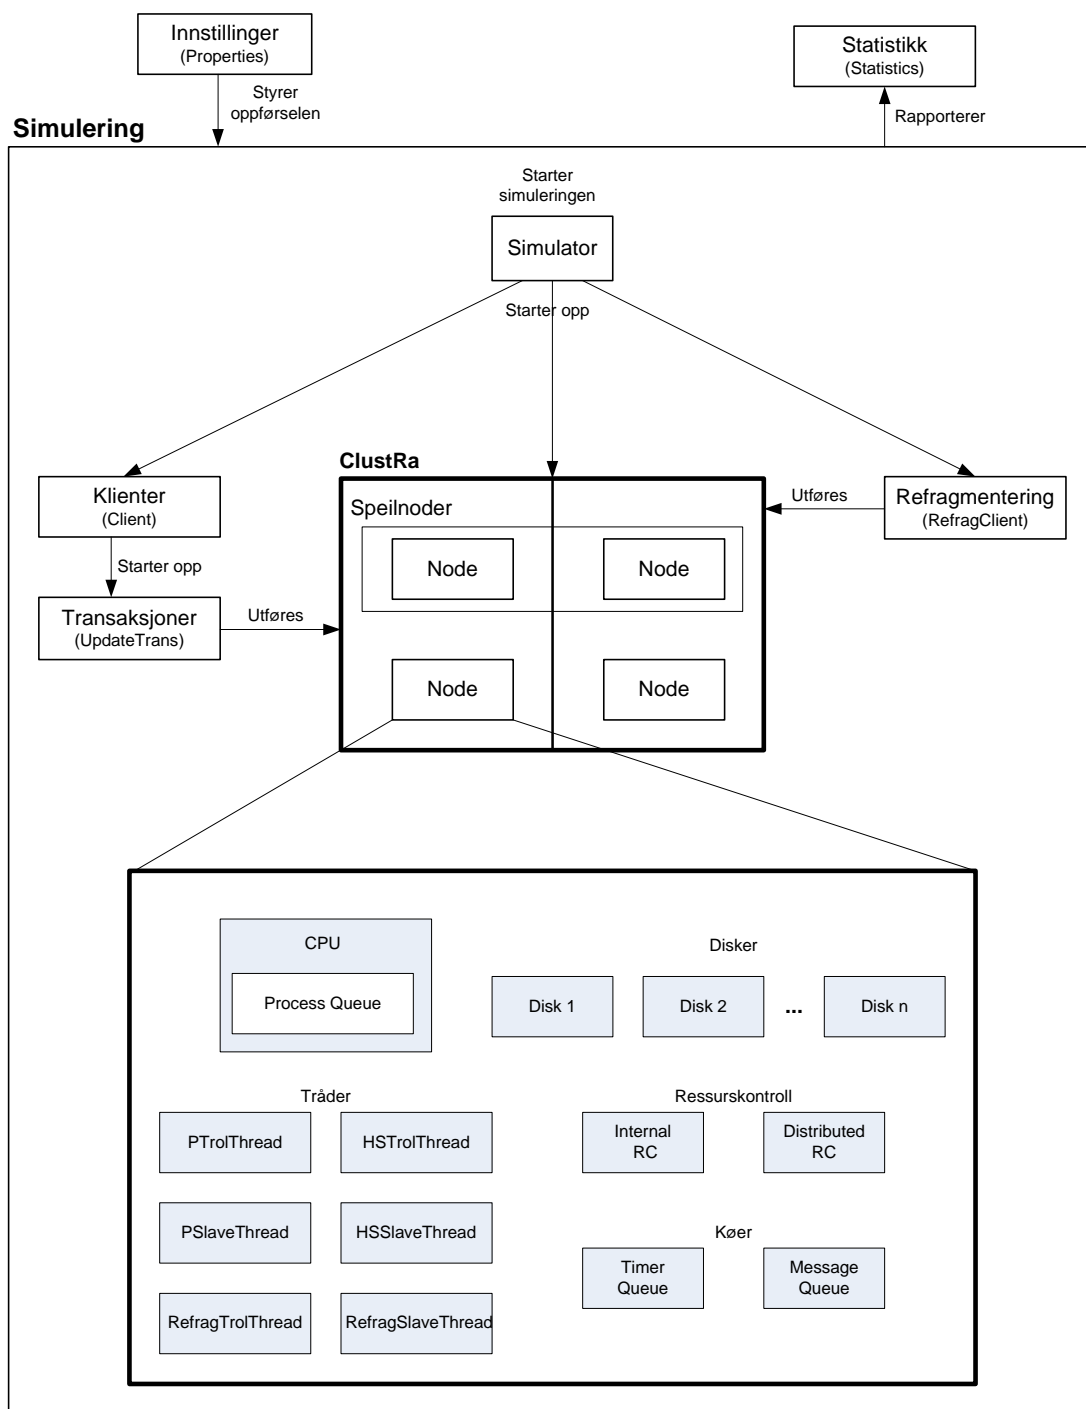 Innstillinger
(Properties)
Statistikk
(Statistics)
Styrer
oppførselen
Rapporterer
Simulering
Starter
simuleringen
Simulator
Starter opp
ClustRa
Klienter
(Client)
Speilnoder
Utføres
Refragmentering
(RefragClient)
Node
Node
Starter opp
Transaksjoner
(UpdateTrans)
Utføres
Node
Node
CPU
Process Queue
Disker
Disk 1
Disk 2
...
Disk n
Tråder
PTrolThread
HSTrolThread
PSlaveThread
HSSlaveThread
RefragTrolThread
RefragSlaveThread
Ressurskontroll
Internal
RC
Distributed
RC
Køer
Timer
Queue
Message
Queue